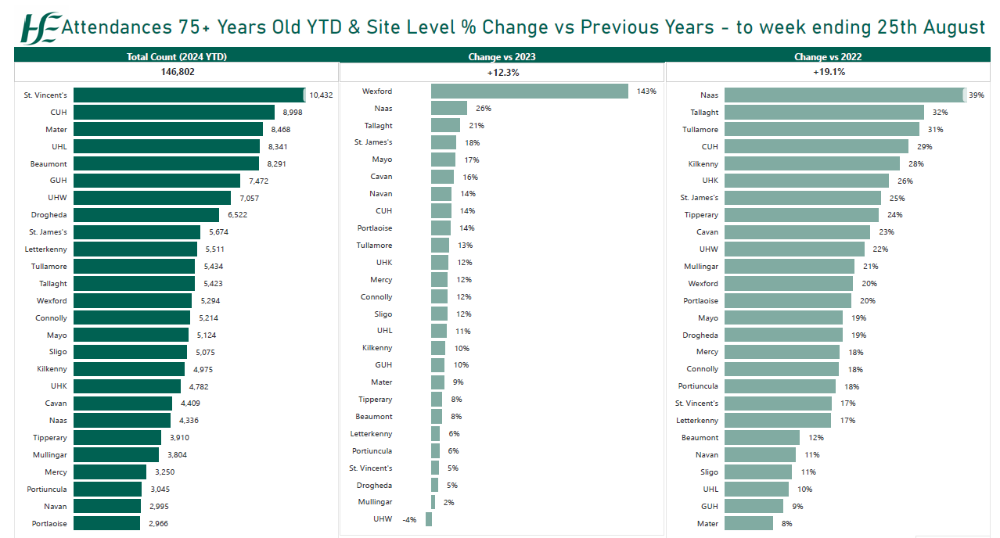 Attendances 75+ Years Old YTD & Site Level % Change vs Previous Years - to week ending 25th August
Total Count (2024 YTD)
146,802
St. Vincent's 10,432
CUH 8,998
Mater 8,468
UHL 8,341
Beaumont 8,291
GUH 7,472
UHW 7,057
Drogheda 6,522
St. James's 5,674
Letterkenny 5,511
Tullamore 5,434
Tallaght 5,423
Wexford 5,294
Connolly 5,214
Mayo 5,124
Sligo 5,075
Kilkenny 4,975
UHK 4,782
Cavan 4,409
Naas 4,336
Tipperary 3,910
Mullingar 3,804
Mercy 3,250
Portiuncula 3,045
Navan 2,995
Portlaoise 2,966
Change vs 2023
+12.3%
Wexford 143%
Naas 26%
Tallaght 21%
St. James's 18%
Mayo 17%
Cavan 16%
Navan 14%
CUH 14%
Portlaoise 14%
Tullamore 13%
UHK 12%
Mercy 12%
Connolly 12%
Sligo 12%
UHL 11%
Kilkenny 10%
GUH 10%
Mater 9%
Tipperary 8%
Beaumont 8%
Letterkenny 6%
Portiuncula 6%
St. Vincent's 5%
Drogheda 5%
Mullingar 2%
UHW -4%
Change vs 2022
+19.1%
Naas 39%
Tallaght 32%
Tullamore 31%
CUH 29%
Kilkenny 28%
UHK 26%
St. James's 25%
Tipperary 24%
Cavan 23%
UHW 22%
Mullingar 21%
Wexford 20%
Portlaoise 20%
Mayo 19%
Drogheda 19%
Mercy 18%
Connolly 18%
Portiuncula 18%
St. Vincent's 17%
Letterkenny 17%
Beaumont 12%
Navan 11%
Sligo 11%
UHL 10%
GUH 9%
Mater 8%